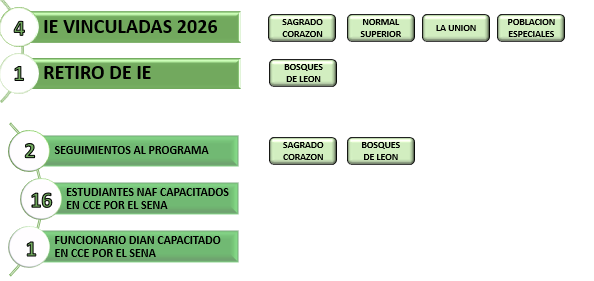 4 IE VINCULADAS 2026
SAGRADO
CORAZON
NORMAL
SUPERIOR
LA UNION
POBLACION
ESPECIALES
1 RETIRO DE IE
BOSQUES
DE LEON
2 SEGUIMIENTOS AL PROGRAMA
SAGRADO
CORAZON
BOSQUES
DE LEON
16 ESTUDIANTES NAF CAPACITADOS
EN CCE POR EL SENA
1 FUNCIONARIO DIAN CAPACITADO
EN CCE POR EL SENA